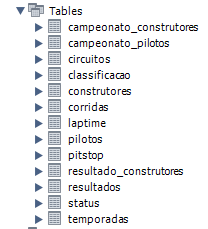 Tables
campeonato_construtores
campeonato_pilotos
circuitos
classificacao
construtores
corridas
laptime
pilotos
pitstop
resultado_construtores
resultados
status
temporadas